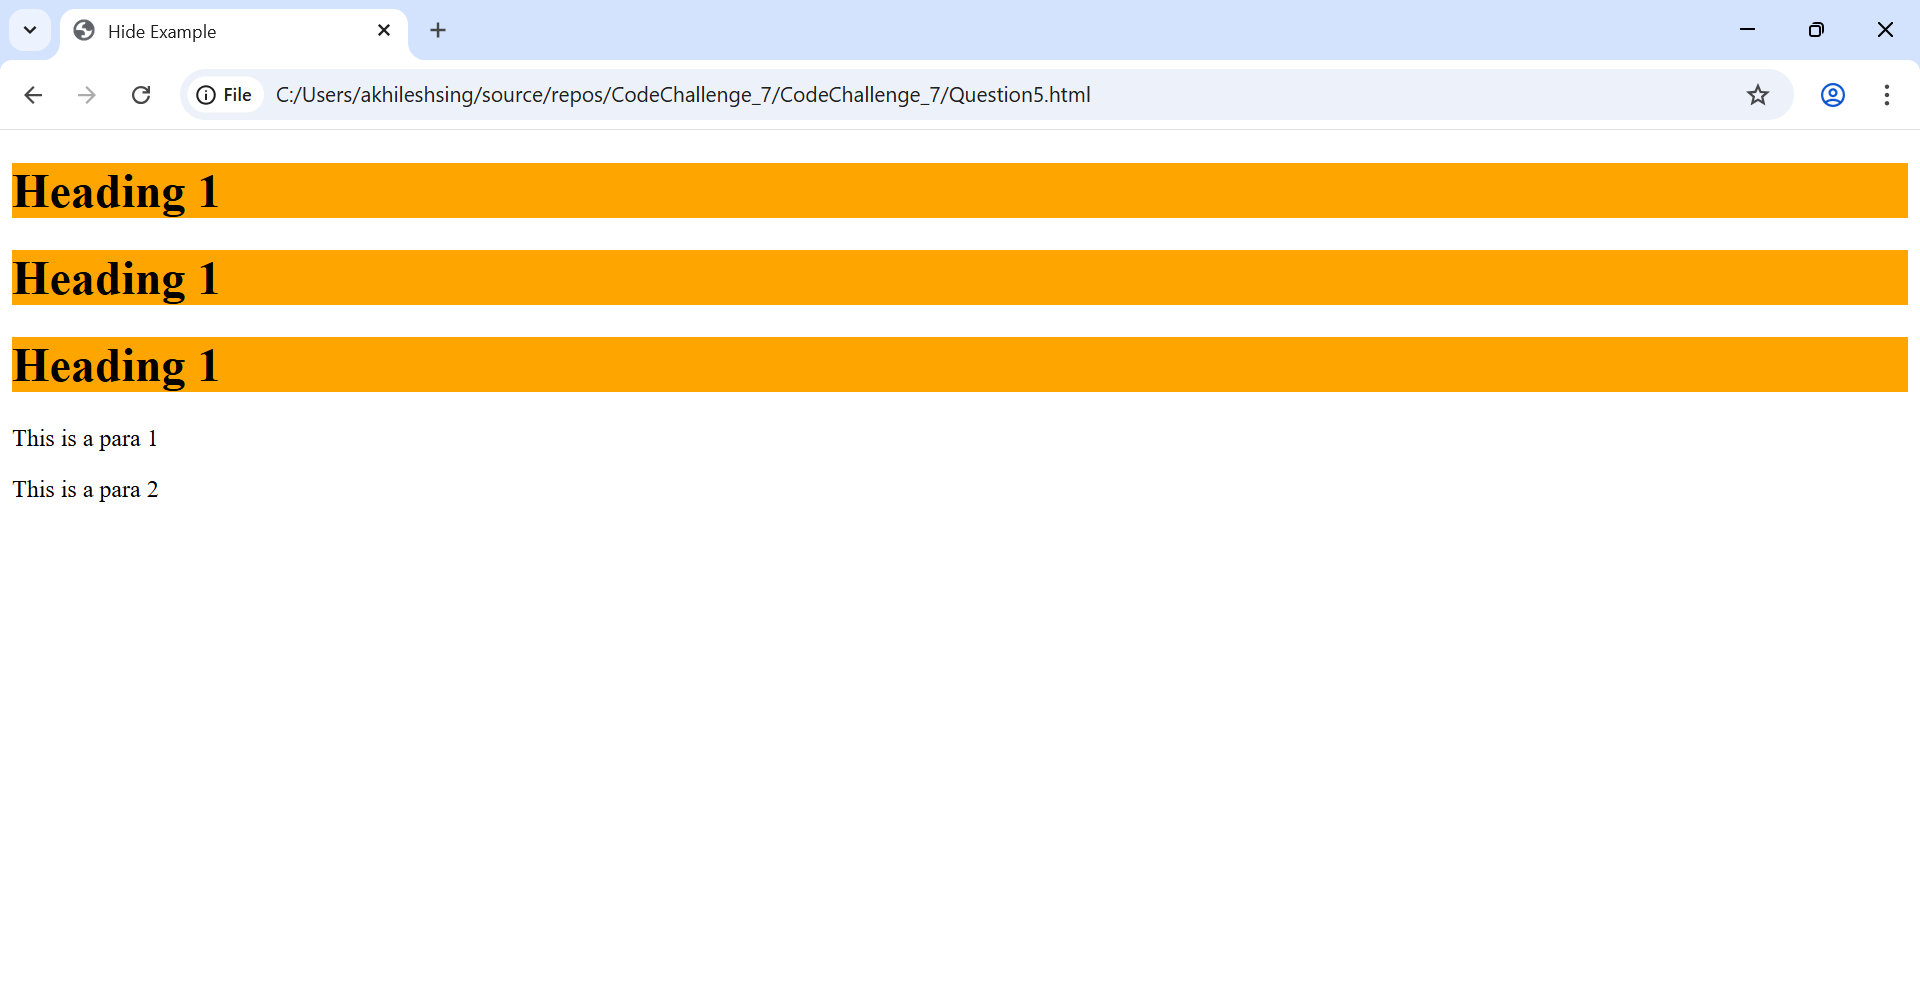 Hide Example
File C:/Users/akhileshsing/source/repos/CodeChallenge_7/CodeChallenge_7/Question5.html
Heading 1
Heading 1
Heading 1
This is a para 1
This is a para 2